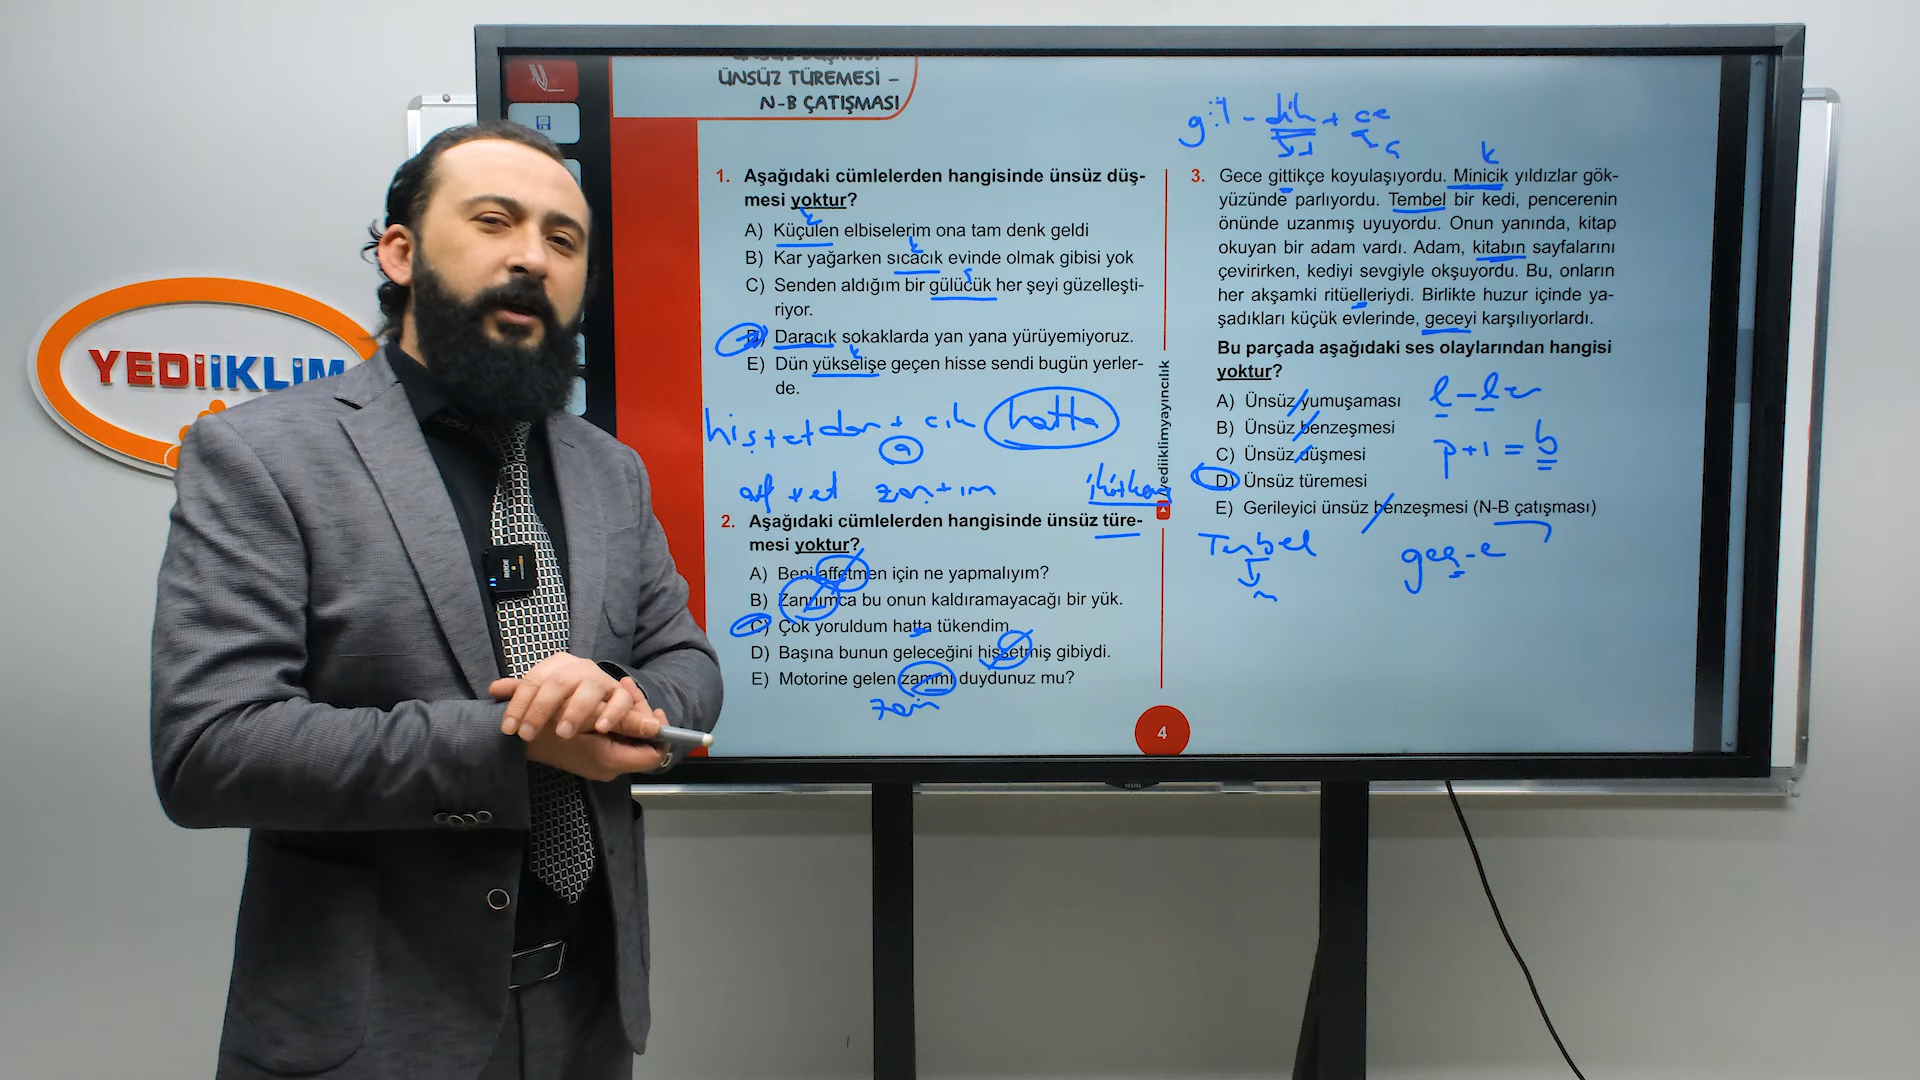 YEDİİKLİM
ÜNSÜZ TÜREMESİ –
N-B ÇATIŞMASI
1. Aşağıdaki cümlelerden hangisinde ünsüz düş-
mesi yoktur?
A) Küçülen elbiselerim ona tam denk geldi
B) Kar yağarken sıcacık evinde olmak gibisi yok
C) Senden aldığım bir gülücük her şeyi güzelleşti-
riyor.
D) Daracık sokaklarda yan yana yürüyemiyoruz.
E) Dün yükselişe geçen hisse sendi bugün yerler-
de.
hatta
2. Aşağıdaki cümlelerden hangisinde ünsüz türe-
mesi yoktur?
A) Beni affetmen için ne yapmalıyım?
B) Zannımca bu onun kaldıramayacağı bir yük.
C) Çok yoruldum hatta tükendim.
D) Başına bunun geleceğini hissetmiş gibiydi.
E) Motorine gelen zammı duydunuz mu?
yediiklimyayıncılık
4
k
3. Gece gittikçe koyulaşıyordu. Minicik yıldızlar gök-
yüzünde parlıyordu. Tembel bir kedi, pencerenin
önünde uzanmış uyuyordu. Onun yanında, kitap
okuyan bir adam vardı. Adam, kitabın sayfalarını
çevirirken, kediyi sevgiyle okşuyordu. Bu, onların
her akşamki ritüelleriydi. Birlikte huzur içinde ya-
şadıkları küçük evlerinde, geceyi karşılıyorlardı.
Bu parçada aşağıdaki ses olaylarından hangisi
yoktur?
A) Ünsüz yumuşaması
B) Ünsüz benzeşmesi
C) Ünsüz düşmesi
D) Ünsüz türemesi
E) Gerileyici ünsüz benzeşmesi (N-B çatışması)
p+ı = b